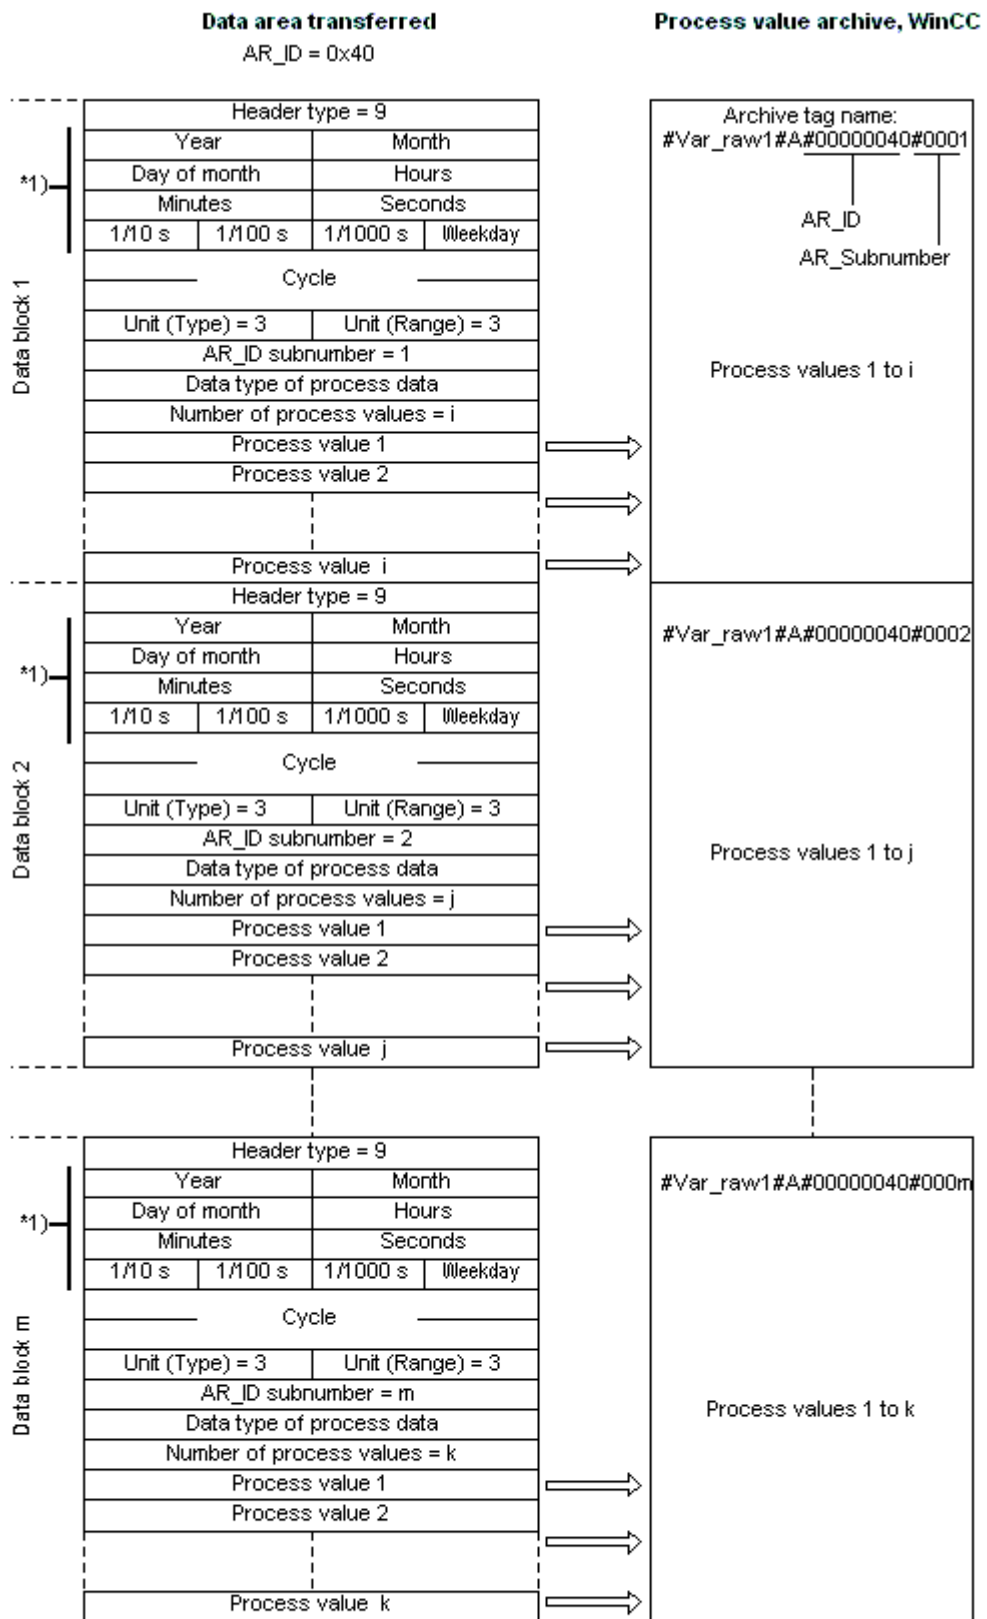 Data area transferred
Process value archive, WinCC
AR_ID = 0x40
Header type = 9
Year Month
Day of month Hours
Minutes Seconds
1/10 s 1/100 s 1/1000 s Weekday
Cycle
Unit (Type) = 3 Unit (Range) = 3
AR_ID subnumber = 1
Data type of process data
Number of process values = i
Process value 1
Process value 2
Process value i
*1)
Data block 1
Archive tag name:
#Var_raw1#A#00000040#0001
AR_ID
AR_Subnumber
Process values 1 to i
Header type = 9
Year Month
Day of month Hours
Minutes Seconds
1/10 s 1/100 s 1/1000 s Weekday
Cycle
Unit (Type) = 3 Unit (Range) = 3
AR_ID subnumber = 2
Data type of process data
Number of process values = j
Process value 1
Process value 2
Process value j
*1)
Data block 2
#Var_raw1#A#00000040#0002
Process values 1 to j
Header type = 9
Year Month
Day of month Hours
Minutes Seconds
1/10 s 1/100 s 1/1000 s Weekday
Cycle
Unit (Type) = 3 Unit (Range) = 3
AR_ID subnumber = m
Data type of process data
Number of process values = k
Process value 1
Process value 2
Process value k
*1)
Data block m
#Var_raw1#A#00000040#000m
Process values 1 to k